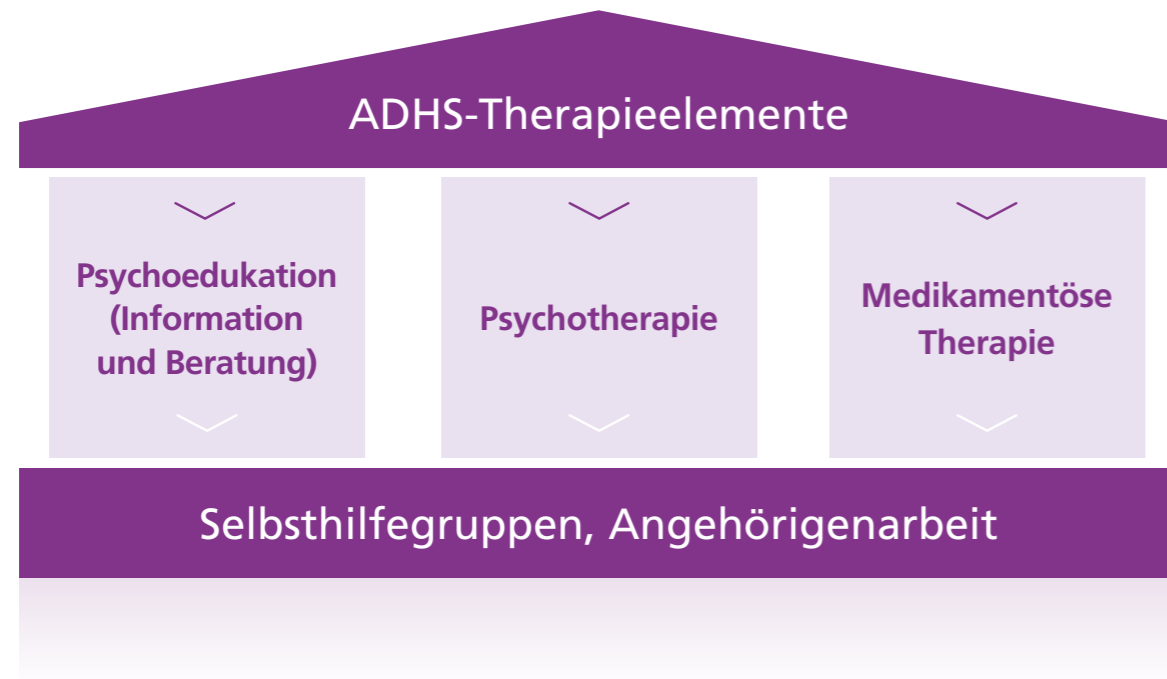 ADHS-Therapieelemente
Psychoedukation
(Information
und Beratung)
Psychotherapie
Medikamentöse
Therapie
Selbsthilfegruppen, Angehörigenarbeit